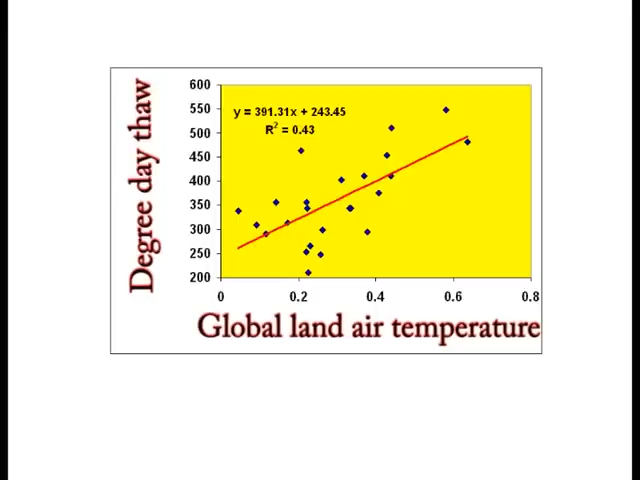 Degree day thaw
600
550
500
450
400
350
300
250
200
y = 391.31x + 243.45
R² = 0.43
0 0.2 0.4 0.6 0.8
Global land air temperature